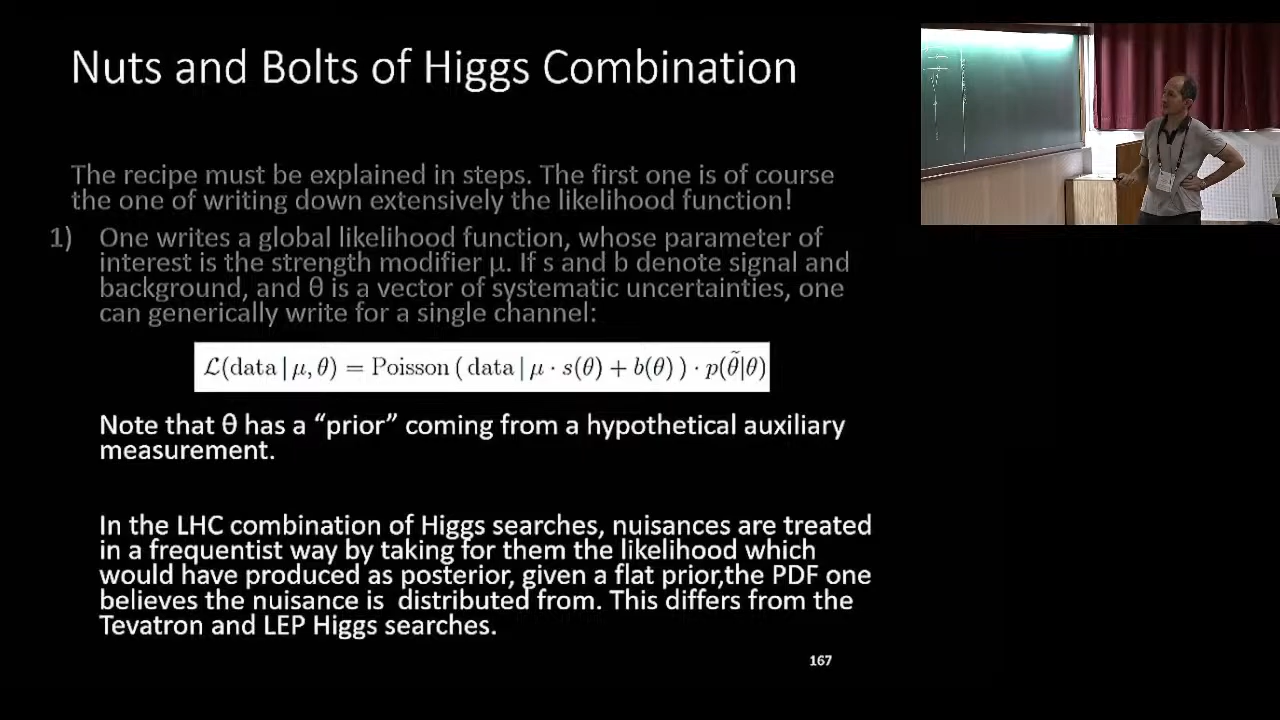 Nuts and Bolts of Higgs Combination
The recipe must be explained in steps. The first one is of course
the one of writing down extensively the likelihood function!
1) One writes a global likelihood function, whose parameter of
interest is the strength modifier μ. If s and b denote signal and
background, and θ is a vector of systematic uncertainties, one
can generically write for a single channel:
ℒ(data | μ, θ) = Poisson ( data | μ · s(θ) + b(θ) ) · p(θ̃|θ)
Note that θ has a “prior” coming from a hypothetical auxiliary
measurement.
In the LHC combination of Higgs searches, nuisances are treated
in a frequentist way by taking for them the likelihood which
would have produced as posterior, given a flat prior,the PDF one
believes the nuisance is distributed from. This differs from the
Tevatron and LEP Higgs searches.
167